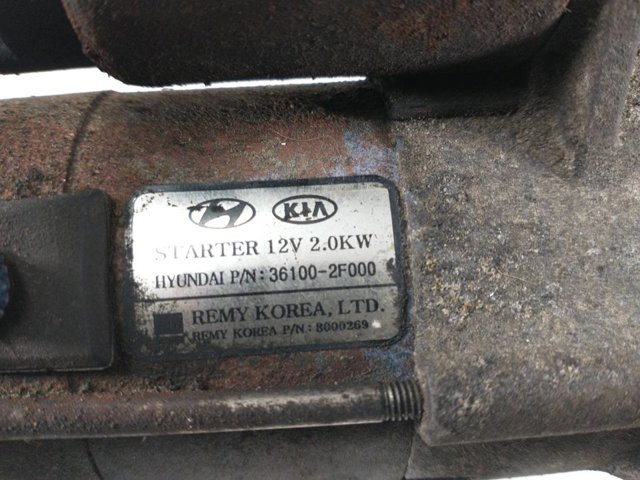 KIA
STARTER 12V 2.0KW
HYUNDAI P/N: 36100-2F000
REMY KOREA, LTD.
REMY KOREA P/N: 8000269